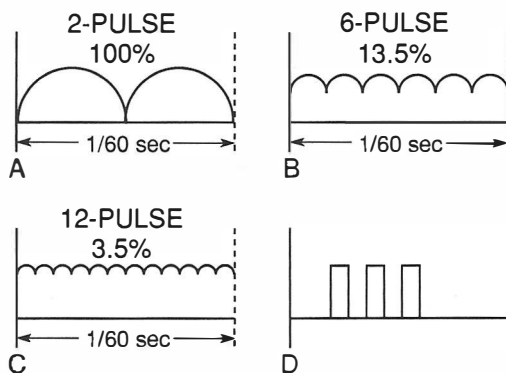 2-PULSE
100%
1/60 sec
A
6-PULSE
13.5%
1/60 sec
B
12-PULSE
3.5%
1/60 sec
C
D